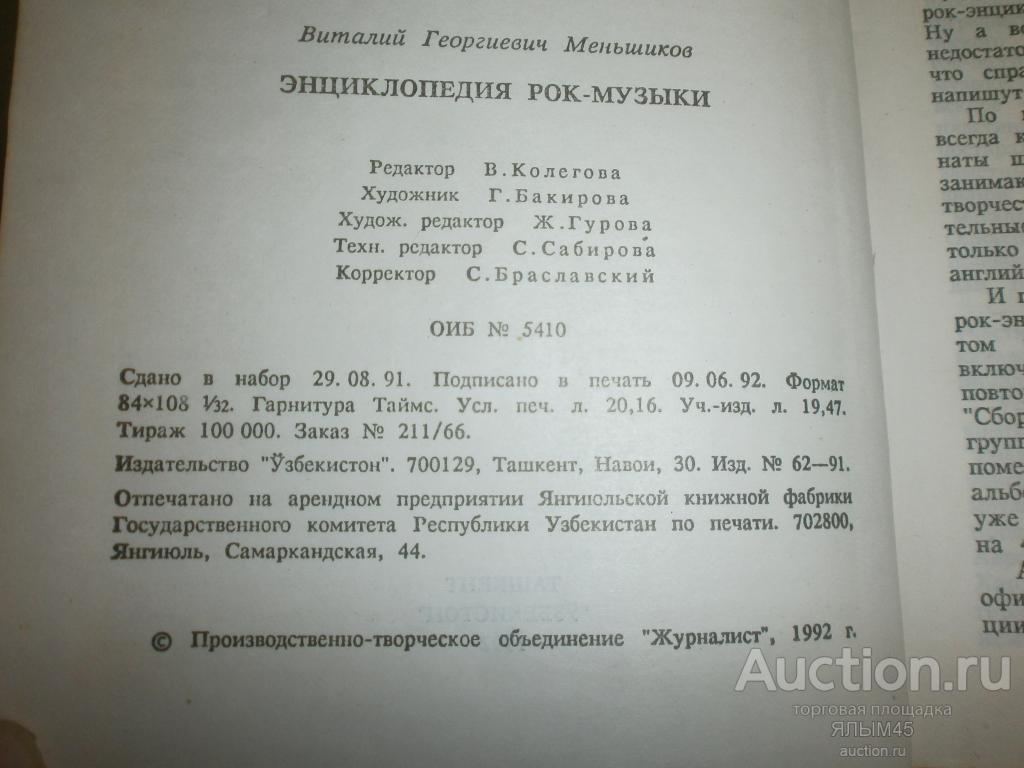 Виталий Георгиевич Меньшиков
ЭНЦИКЛОПЕДИЯ РОК-МУЗЫКИ
Редактор В. Колегова
Художник Г. Бакирова
Худож. редактор Ж. Гурова
Техн. рсдактор С. Сабирова
Корректор С. Браславский
ОИБ № 5410
Сдано в набор 29. 08. 91. Подписано в печать 09. 06. 92. Формат
84×108 1/32. Гарнитура Таймс. Усл. печ. л. 20,16. Уч.-изд. л. 19,47.
Тираж 100 000. Заказ № 211/66.
Издательство "Ўзбекистон". 700129, Ташкент, Навои, 30. Изд. № 62—91.
Отпечатано на арендном предприятии Янгиюльской книжной фабрики
Государственного комитета Республики Узбекистан по печати. 702800,
Янгиюль, Самаркандская, 44.
© Производственно-творческое объединение "Журналист", 1992 г.
рок-энцик
Ну а вс
недостато
что спра
напишут
По
всегда к
наты ш
занимаю
творчест
тельные
только
англий
И п
рок-эн
том
включ
повто
"Сбор
групп
поме
альб
уже
на 4
офи
ции
Auction.ru
торговая площадка
ЯЛЫМ45
auction.ru